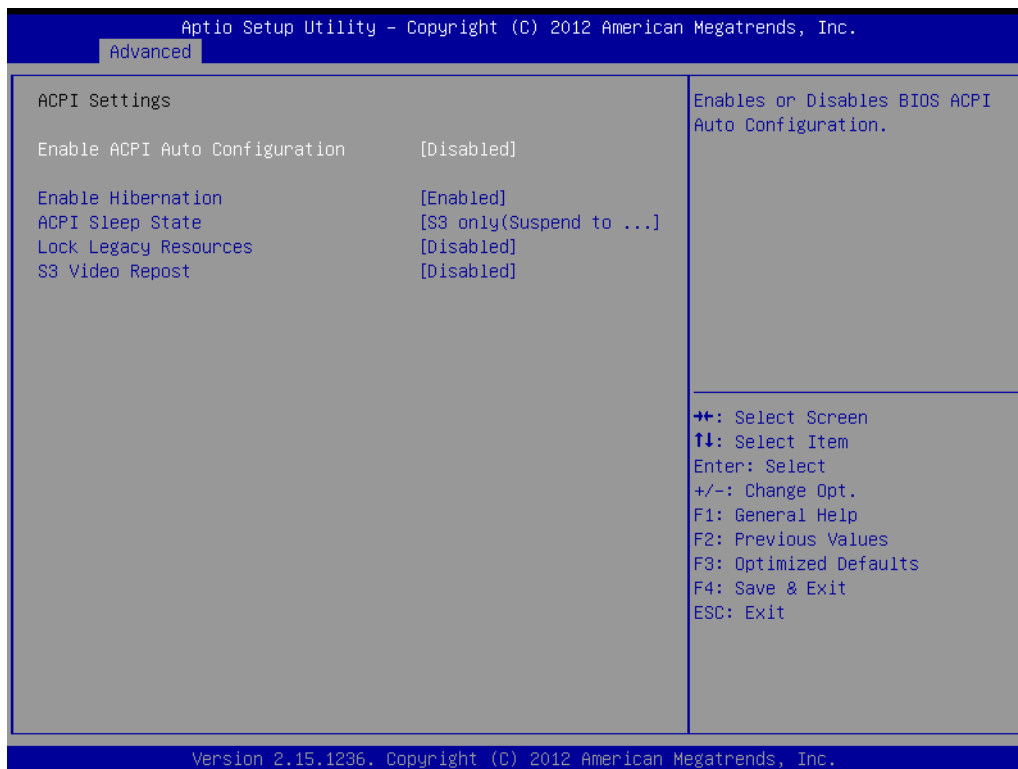 Aptio Setup Utility – Copyright (C) 2012 American Megatrends, Inc.
Advanced
ACPI Settings
Enable ACPI Auto Configuration [Disabled]
Enable Hibernation [Enabled]
ACPI Sleep State [S3 only(Suspend to ...]
Lock Legacy Resources [Disabled]
S3 Video Repost [Disabled]
Enables or Disables BIOS ACPI
Auto Configuration.
→←: Select Screen
↑↓: Select Item
Enter: Select
+/-: Change Opt.
F1: General Help
F2: Previous Values
F3: Optimized Defaults
F4: Save & Exit
ESC: Exit
Version 2.15.1236. Copyright (C) 2012 American Megatrends, Inc.